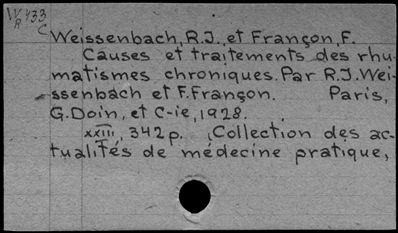 W433
R
C
Weissenbach, R.J., et Françon, F.
Causes et traitements des rhu-
matismes chroniques. Par R.J. Wei-
ssenbach et F. Françon. Paris,
G. Doin, et C-ie, 1928.
xxiii, 342 p. (Collection des ac-
tualités de médecine pratique,